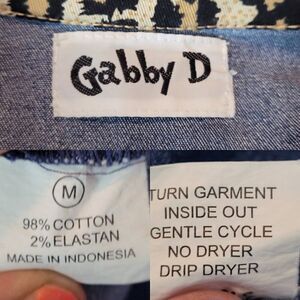 Gabby D
M
98% COTTON
2% ELASTAN
MADE IN INDONESIA
TURN GARMENT
INSIDE OUT
GENTLE CYCLE
NO DRYER
DRIP DRYER